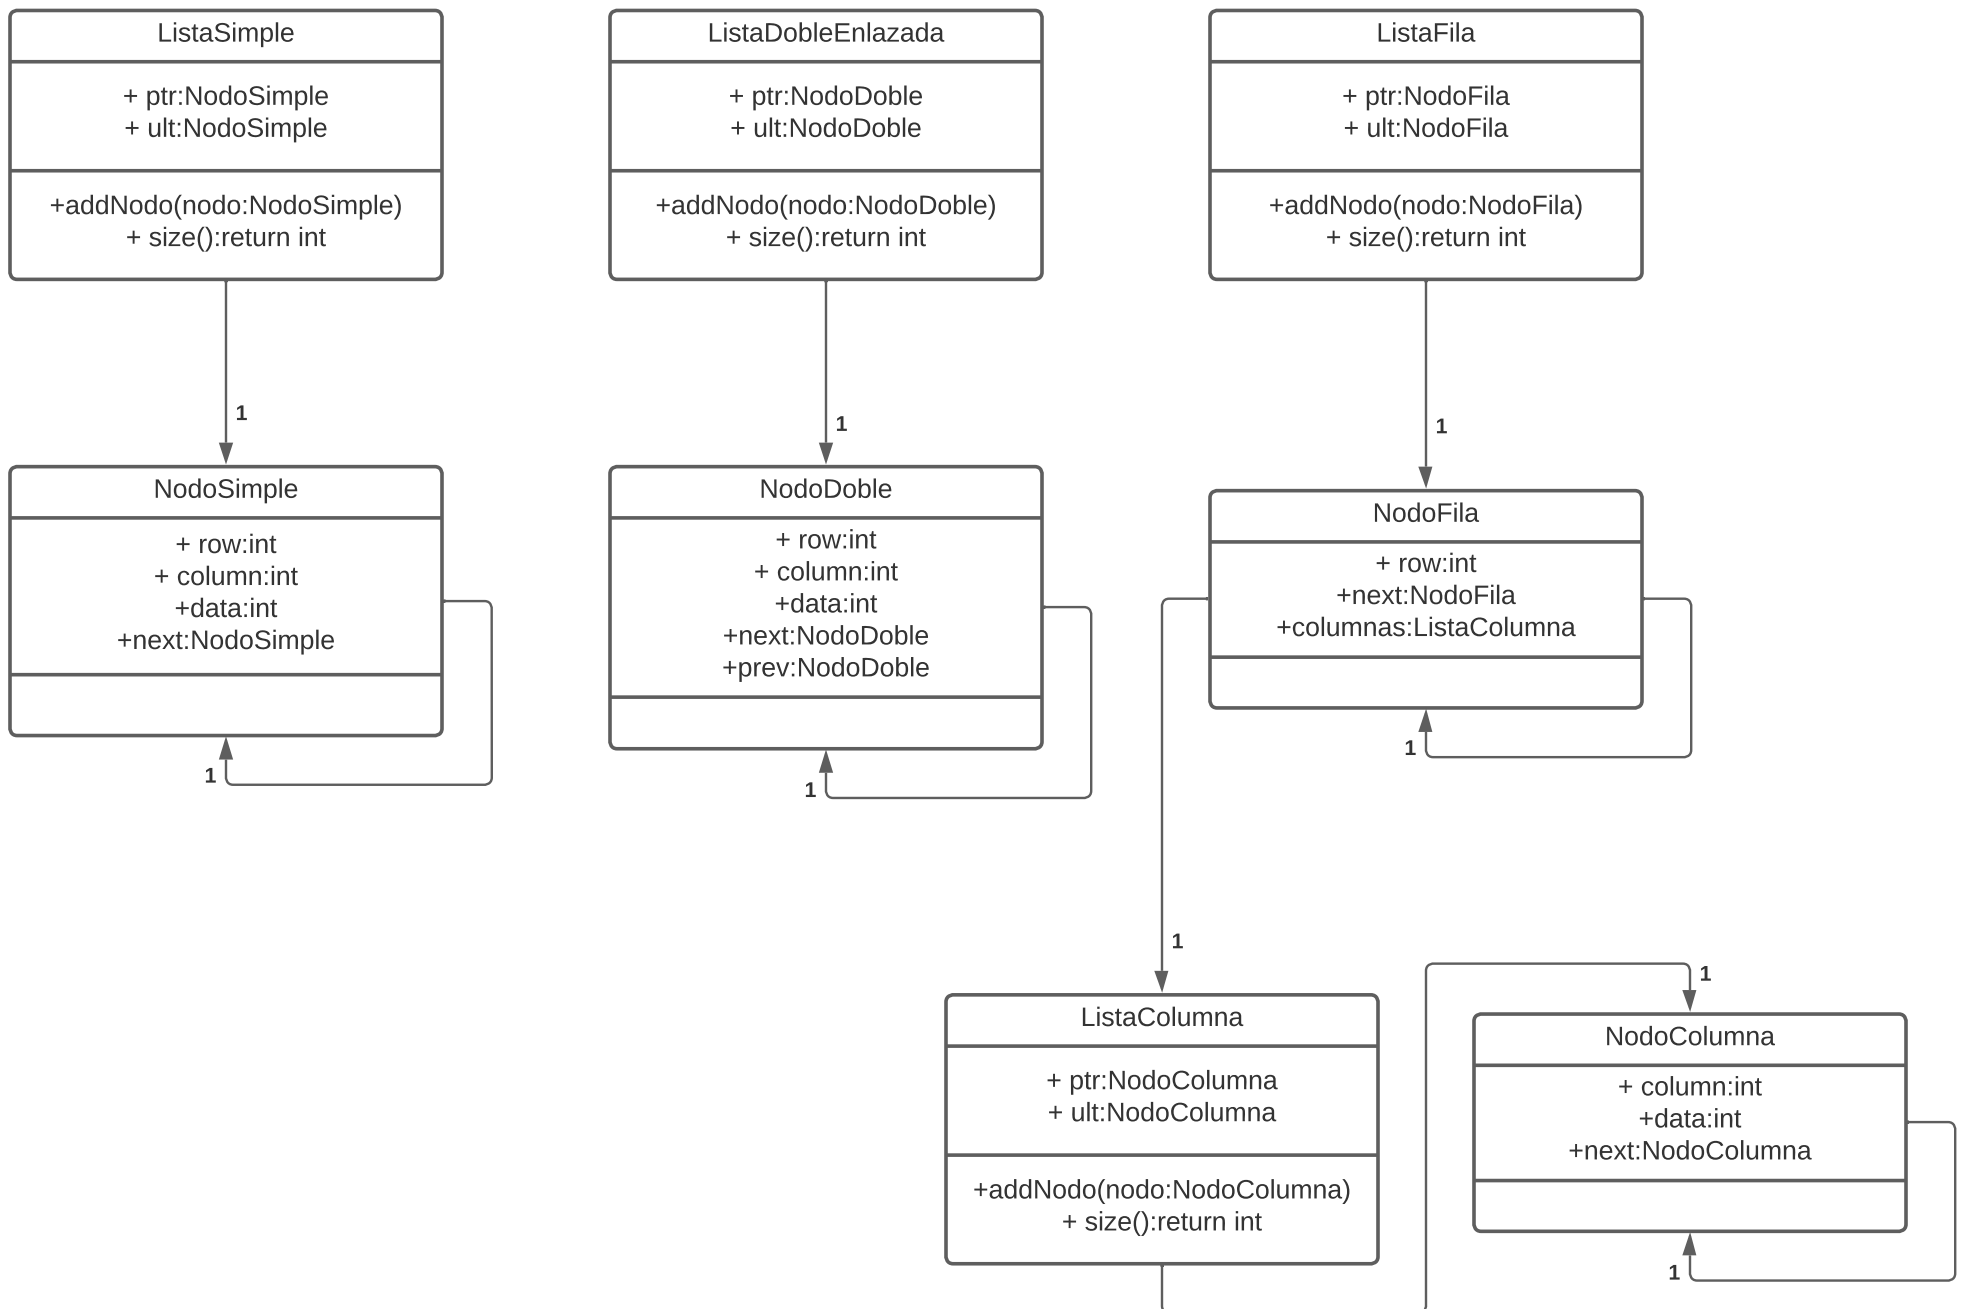 ListaSimple
+ ptr:NodoSimple
+ ult:NodoSimple
+addNodo(nodo:NodoSimple)
+ size():return int
1
ListaDobleEnlazada
+ ptr:NodoDoble
+ ult:NodoDoble
+addNodo(nodo:NodoDoble)
+ size():return int
1
ListaFila
+ ptr:NodoFila
+ ult:NodoFila
+addNodo(nodo:NodoFila)
+ size():return int
1
NodoSimple
+ row:int
+ column:int
+data:int
+next:NodoSimple
1
NodoDoble
+ row:int
+ column:int
+data:int
+next:NodoDoble
+prev:NodoDoble
1
NodoFila
+ row:int
+next:NodoFila
+columnas:ListaColumna
1
1
ListaColumna
+ ptr:NodoColumna
+ ult:NodoColumna
+addNodo(nodo:NodoColumna)
+ size():return int
1
NodoColumna
+ column:int
+data:int
+next:NodoColumna
1